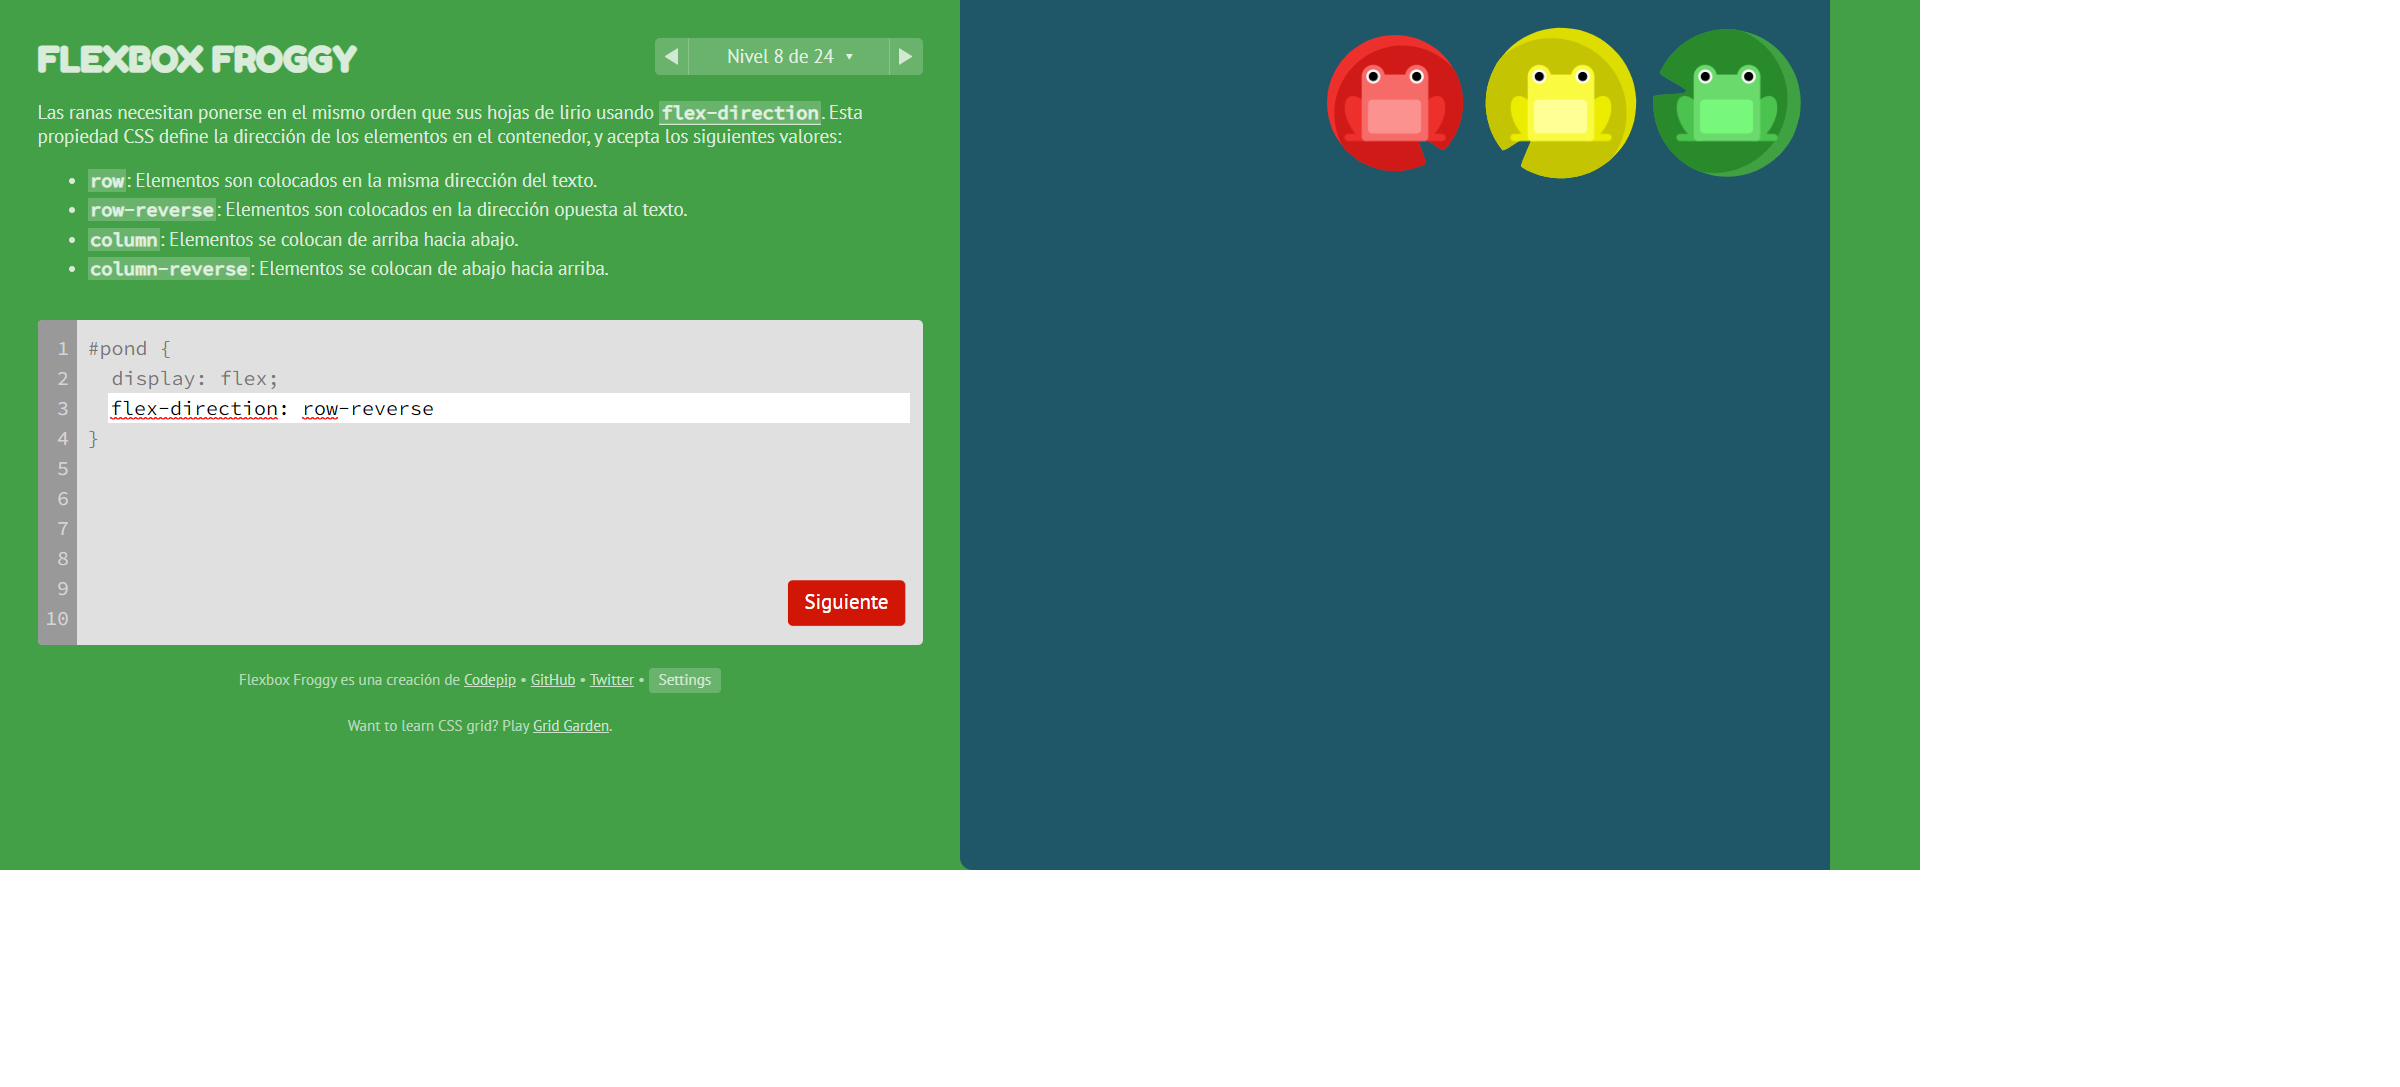 FLEXBOX FROGGY
Nivel 8 de 24
Las ranas necesitan ponerse en el mismo orden que sus hojas de lirio usando flex-direction. Esta
propiedad CSS define la dirección de los elementos en el contenedor, y acepta los siguientes valores:
• row: Elementos son colocados en la misma dirección del texto.
• row-reverse: Elementos son colocados en la dirección opuesta al texto.
• column: Elementos se colocan de arriba hacia abajo.
• column-reverse: Elementos se colocan de abajo hacia arriba.
1 #pond {
2 display: flex;
3 flex-direction: row-reverse
4 }
5
6
7
8
9
10
Siguiente
Flexbox Froggy es una creación de Codepip • GitHub • Twitter • Settings
Want to learn CSS grid? Play Grid Garden.